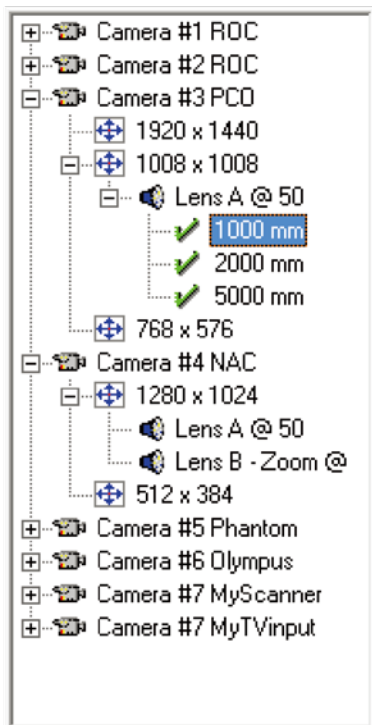 Camera #1 ROC
Camera #2 ROC
Camera #3 PCO
1920 x 1440
1008 x 1008
Lens A @ 50
1000 mm
2000 mm
5000 mm
768 x 576
Camera #4 NAC
1280 x 1024
Lens A @ 50
Lens B - Zoom @
512 x 384
Camera #5 Phantom
Camera #6 Olympus
Camera #7 MyScanner
Camera #7 MyTVinput